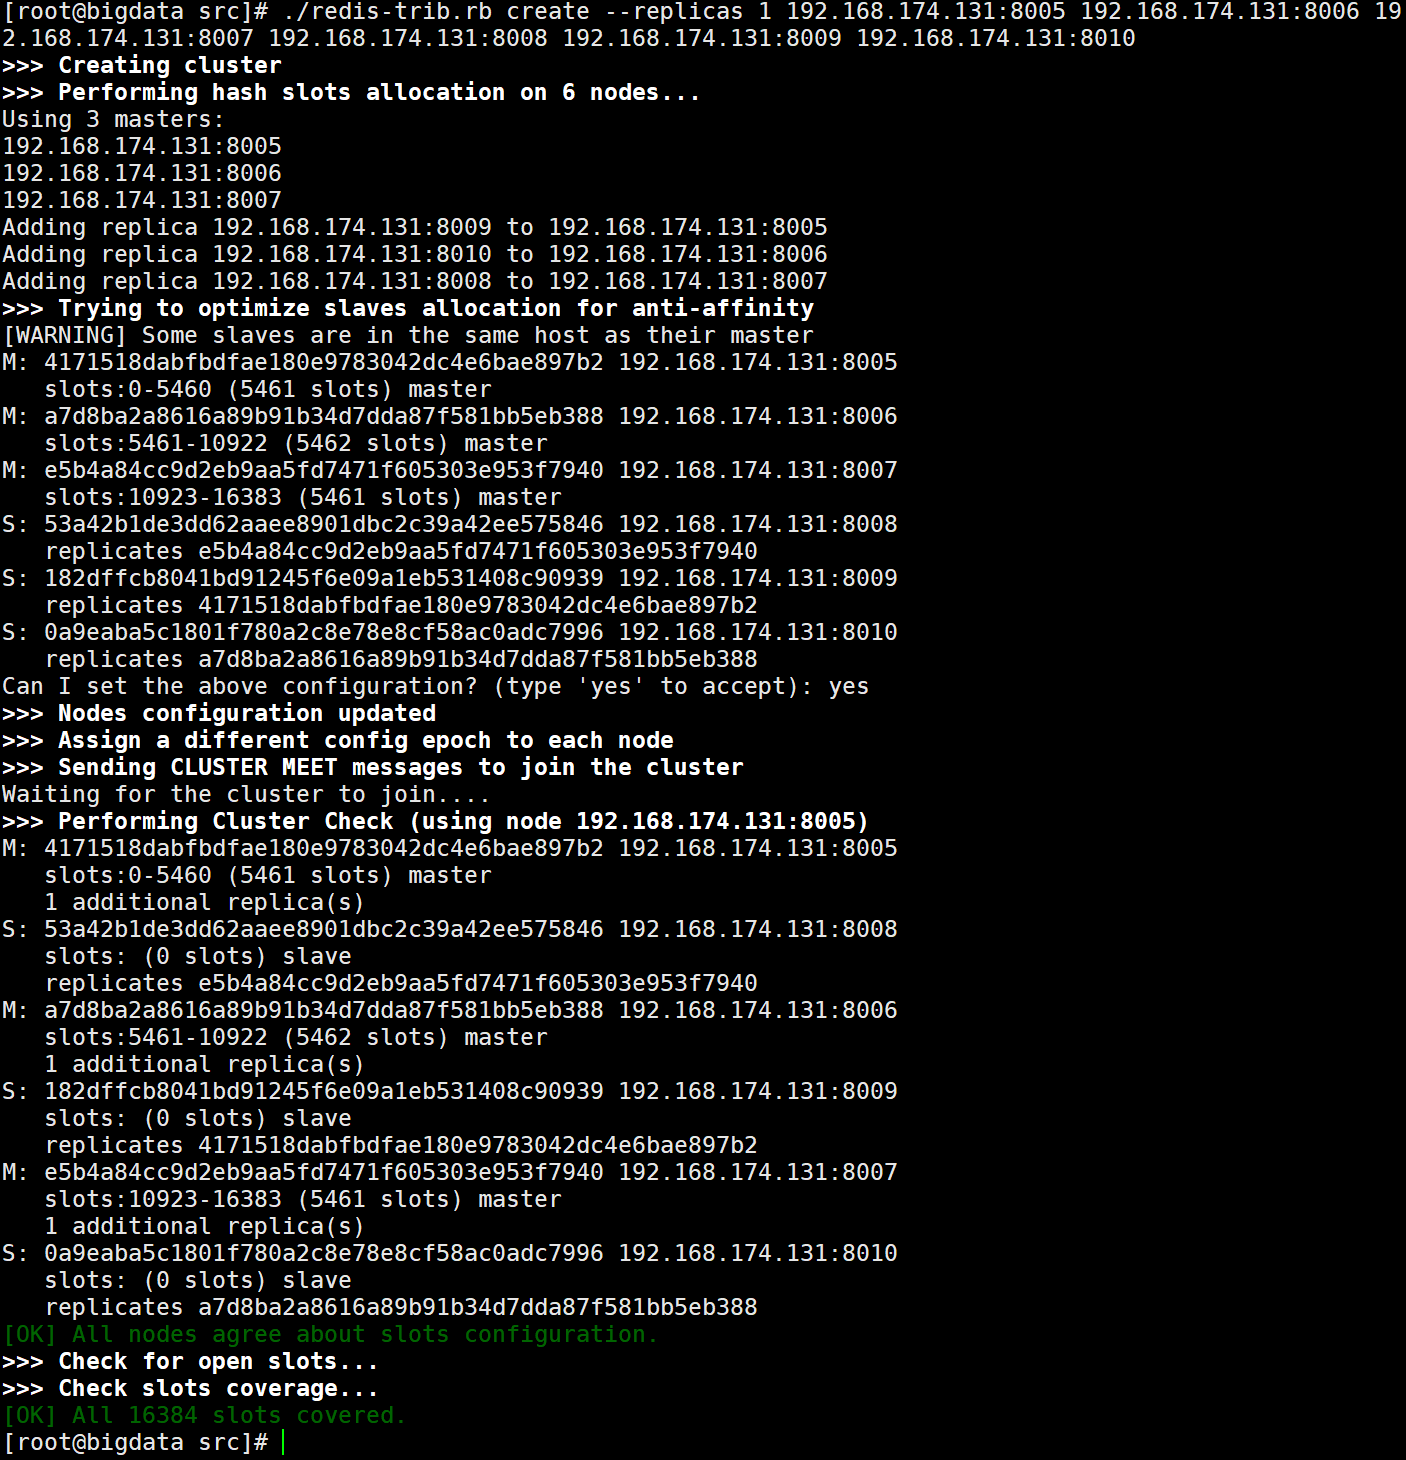 [root@bigdata src]# ./redis-trib.rb create --replicas 1 192.168.174.131:8005 192.168.174.131:8006 19
2.168.174.131:8007 192.168.174.131:8008 192.168.174.131:8009 192.168.174.131:8010
>>> Creating cluster
>>> Performing hash slots allocation on 6 nodes...
Using 3 masters:
192.168.174.131:8005
192.168.174.131:8006
192.168.174.131:8007
Adding replica 192.168.174.131:8009 to 192.168.174.131:8005
Adding replica 192.168.174.131:8010 to 192.168.174.131:8006
Adding replica 192.168.174.131:8008 to 192.168.174.131:8007
>>> Trying to optimize slaves allocation for anti-affinity
[WARNING] Some slaves are in the same host as their master
M: 4171518dabfbdfae180e9783042dc4e6bae897b2 192.168.174.131:8005
   slots:0-5460 (5461 slots) master
M: a7d8ba2a8616a89b91b34d7dda87f581bb5eb388 192.168.174.131:8006
   slots:5461-10922 (5462 slots) master
M: e5b4a84cc9d2eb9aa5fd7471f605303e953f7940 192.168.174.131:8007
   slots:10923-16383 (5461 slots) master
S: 53a42b1de3dd62aaee8901dbc2c39a42ee575846 192.168.174.131:8008
   replicates e5b4a84cc9d2eb9aa5fd7471f605303e953f7940
S: 182dffcb8041bd91245f6e09a1eb531408c90939 192.168.174.131:8009
   replicates 4171518dabfbdfae180e9783042dc4e6bae897b2
S: 0a9eaba5c1801f780a2c8e78e8cf58ac0adc7996 192.168.174.131:8010
   replicates a7d8ba2a8616a89b91b34d7dda87f581bb5eb388
Can I set the above configuration? (type 'yes' to accept): yes
>>> Nodes configuration updated
>>> Assign a different config epoch to each node
>>> Sending CLUSTER MEET messages to join the cluster
Waiting for the cluster to join....
>>> Performing Cluster Check (using node 192.168.174.131:8005)
M: 4171518dabfbdfae180e9783042dc4e6bae897b2 192.168.174.131:8005
   slots:0-5460 (5461 slots) master
   1 additional replica(s)
S: 53a42b1de3dd62aaee8901dbc2c39a42ee575846 192.168.174.131:8008
   slots: (0 slots) slave
   replicates e5b4a84cc9d2eb9aa5fd7471f605303e953f7940
M: a7d8ba2a8616a89b91b34d7dda87f581bb5eb388 192.168.174.131:8006
   slots:5461-10922 (5462 slots) master
   1 additional replica(s)
S: 182dffcb8041bd91245f6e09a1eb531408c90939 192.168.174.131:8009
   slots: (0 slots) slave
   replicates 4171518dabfbdfae180e9783042dc4e6bae897b2
M: e5b4a84cc9d2eb9aa5fd7471f605303e953f7940 192.168.174.131:8007
   slots:10923-16383 (5461 slots) master
   1 additional replica(s)
S: 0a9eaba5c1801f780a2c8e78e8cf58ac0adc7996 192.168.174.131:8010
   slots: (0 slots) slave
   replicates a7d8ba2a8616a89b91b34d7dda87f581bb5eb388
[OK] All nodes agree about slots configuration.
>>> Check for open slots...
>>> Check slots coverage...
[OK] All 16384 slots covered.
[root@bigdata src]#